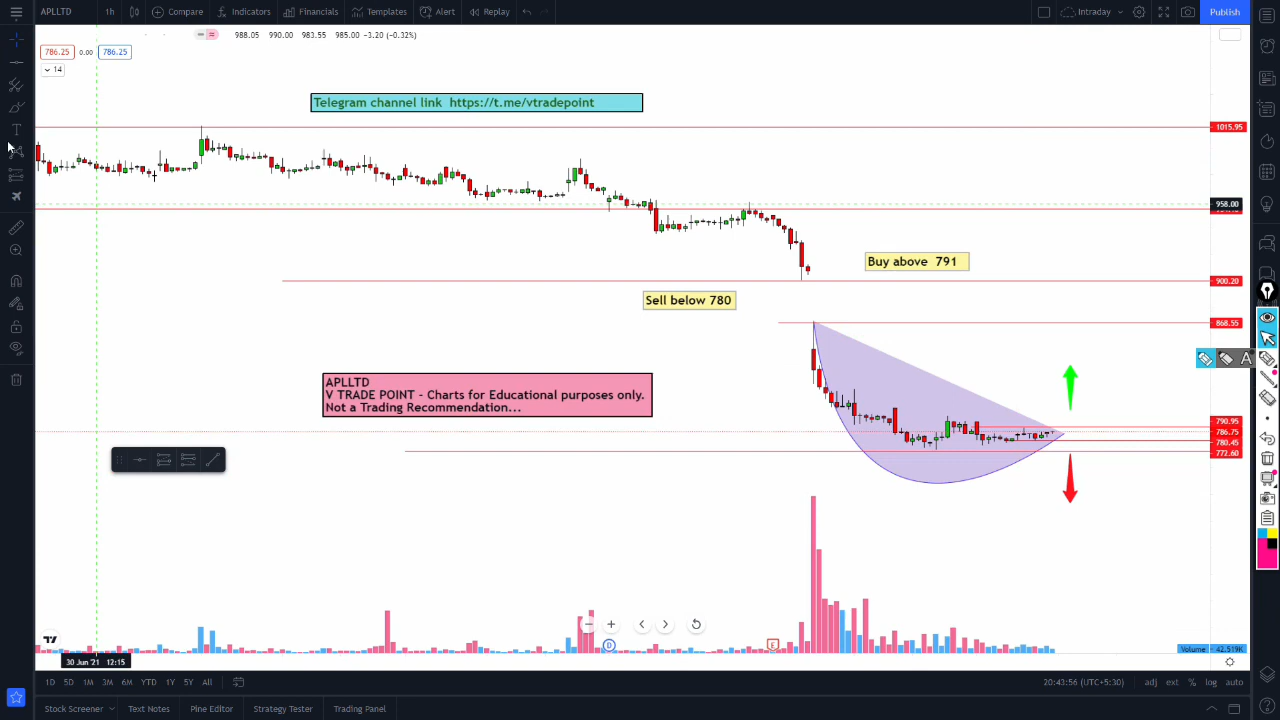 APLLTD
1h
Compare
Indicators
Financials
Templates
Alert
Replay
Intraday
Publish
988.05 990.00 983.55 985.00 -3.20 (-0.32%)
786.25 0.00 786.25
14
Telegram channel link https://t.me/vtradepoint
1015.95
958.00
Buy above 791
900.20
Sell below 780
868.55
A
APLLTD
V TRADE POINT - Charts for Educational purposes only.
Not a Trading Recommendation...
790.95
786.75
780.45
772.60
D
E
Volume 42.519K
30 Jun '21 12:15
1D 5D 1M 3M 6M YTD 1Y 5Y All
20:43:56 (UTC+5:30)
adj ext % log auto
Stock Screener
Text Notes
Pine Editor
Strategy Tester
Trading Panel